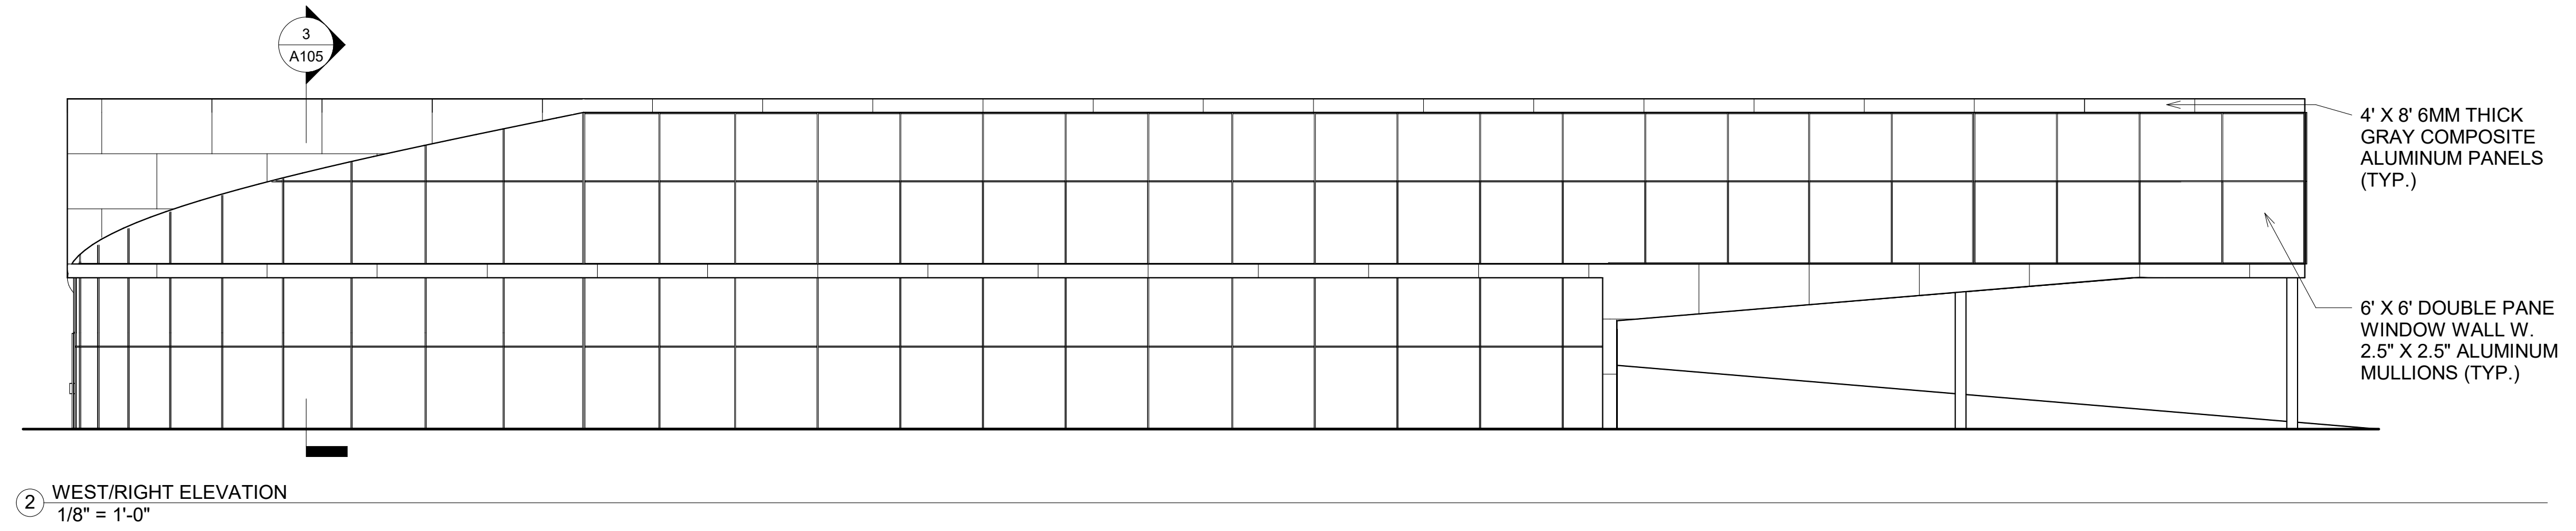 3
A105
4' X 8' 6MM THICK
GRAY COMPOSITE
ALUMINUM PANELS
(TYP.)
6' X 6' DOUBLE PANE
WINDOW WALL W.
2.5" X 2.5" ALUMINUM
MULLIONS (TYP.)
2
WEST/RIGHT ELEVATION
1/8" = 1'-0"